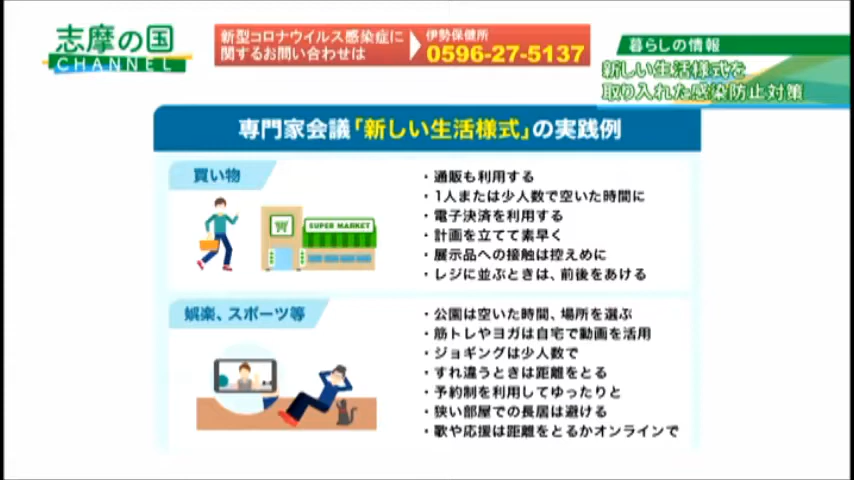 志摩の国
CHANNEL
新型コロナウイルス感染症に
関するお問い合わせは
伊勢保健所
0596-27-5137
暮らしの情報
新しい生活様式を
取り入れた感染防止対策
専門家会議「新しい生活様式」の実践例
買い物
SUPER MARKET
・通販も利用する
・1人または少人数で空いた時間に
・電子決済を利用する
・計画を立てて素早く
・展示品への接触は控えめに
・レジに並ぶときは、前後をあける
娯楽、スポーツ等
・公園は空いた時間、場所を選ぶ
・筋トレやヨガは自宅で動画を活用
・ジョギングは少人数で
・すれ違うときは距離をとる
・予約制を利用してゆったりと
・狭い部屋での長居は避ける
・歌や応援は距離をとるかオンラインで